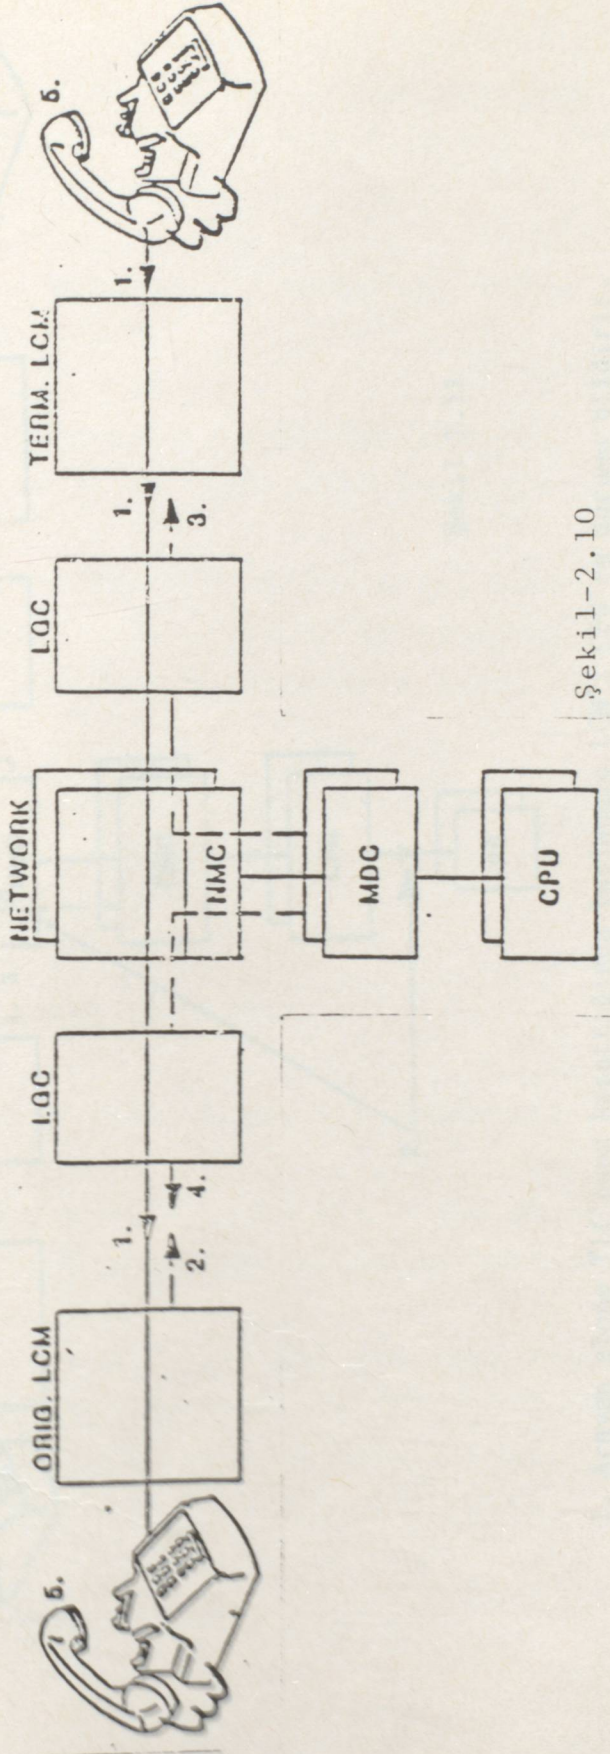 5.
5.
ORIG. LCM
LGC
NETWORK
LGC
TERM. LCM
1.
1.
1.
2.
4.
3.
INMC
MDC
CPU
Şekil-2.10